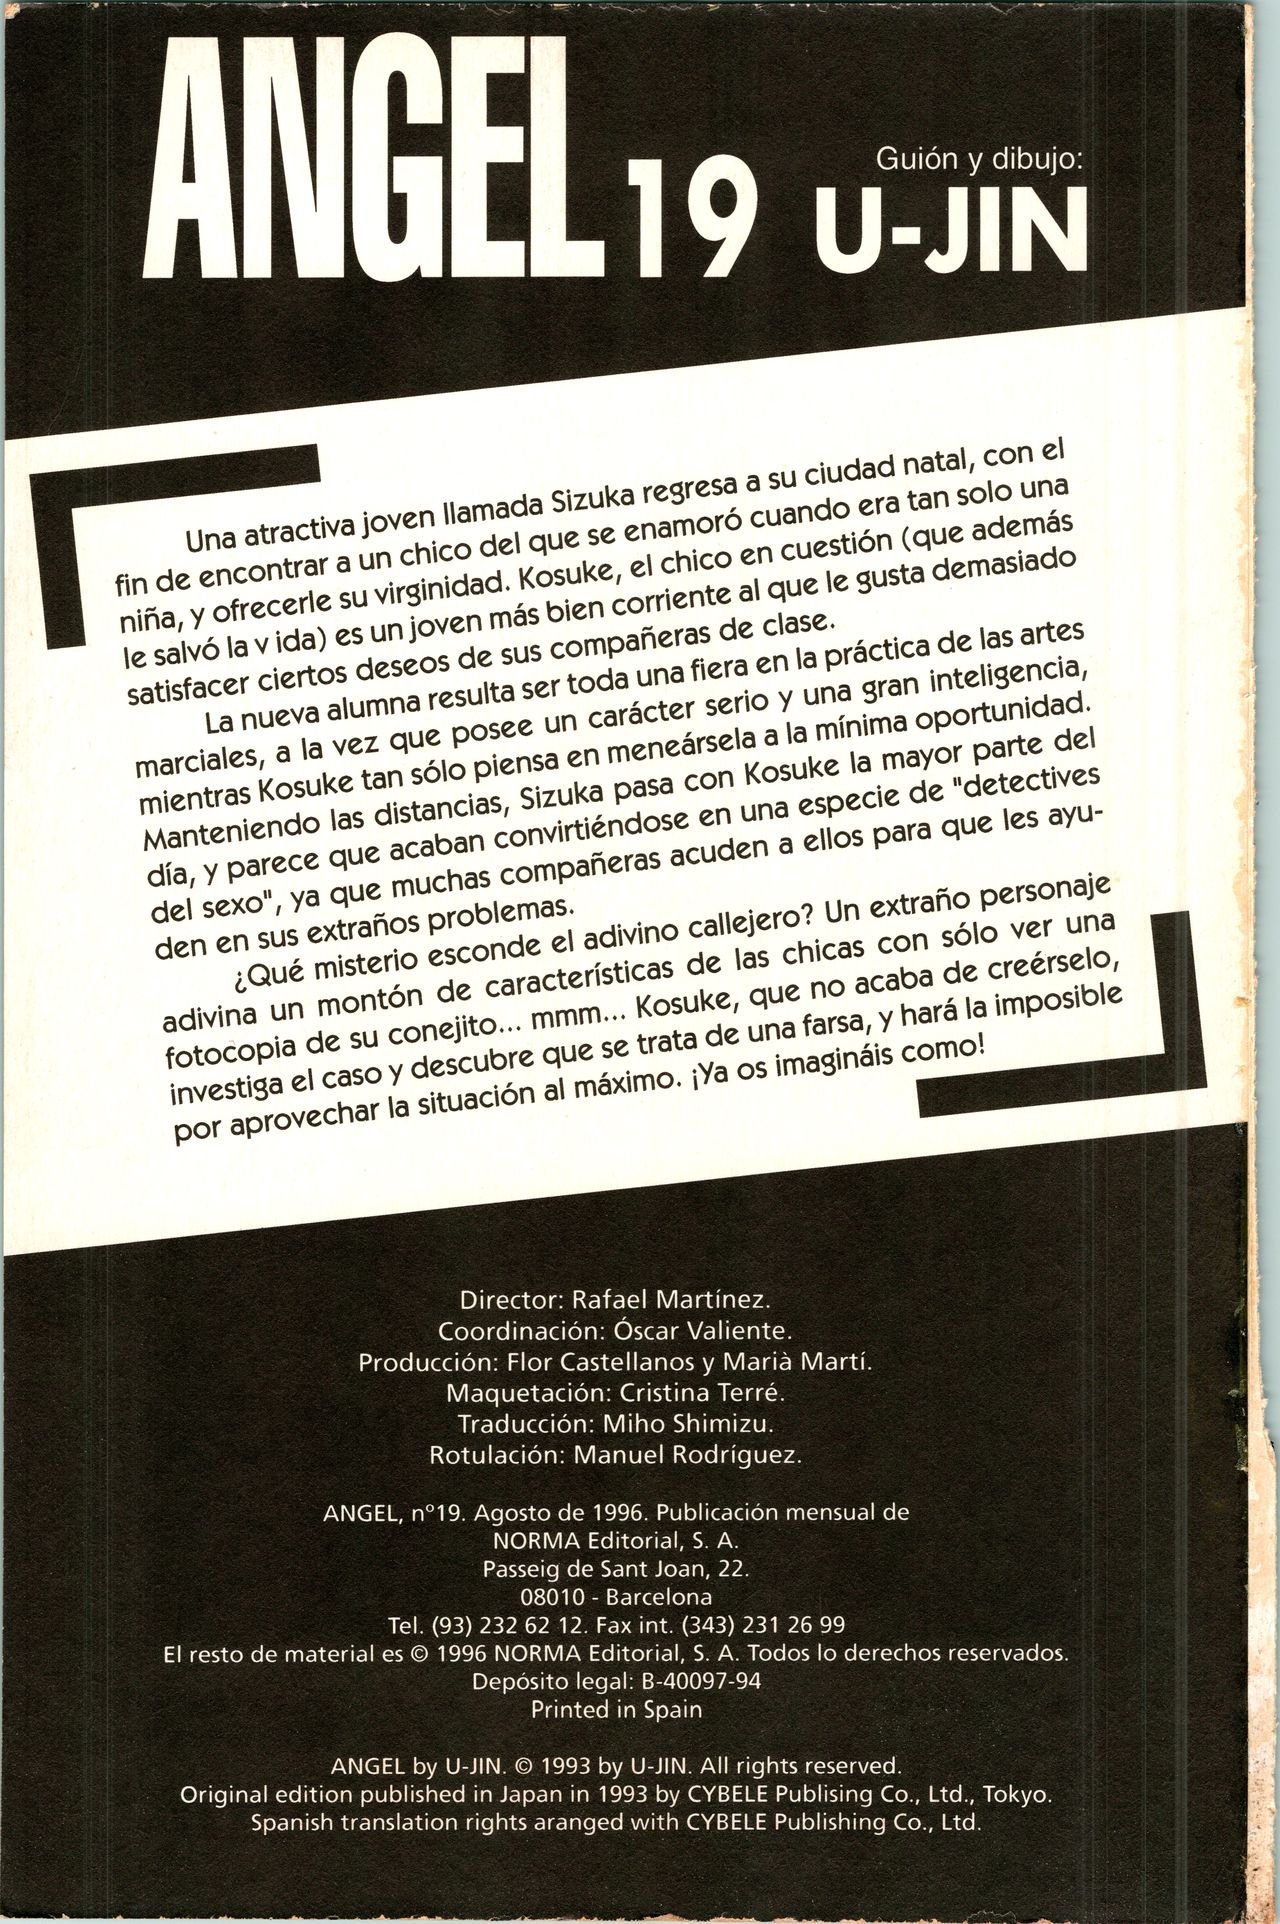 ANGEL 19
Guión y dibujo:
U-JIN
Una atractiva joven llamada Sizuka regresa a su ciudad natal, con el
fin de encontrar a un chico del que se enamoró cuando era tan solo una
niña, y ofrecerle su virginidad. Kosuke, el chico en cuestión (que además
le salvó la v ida) es un joven más bien corriente al que le gusta demasiado
satisfacer ciertos deseos de sus compañeras de clase.
La nueva alumna resulta ser toda una fiera en la práctica de las artes
marciales, a la vez que posee un carácter serio y una gran inteligencia,
mientras Kosuke tan sólo piensa en meneársela a la mínima oportunidad.
Manteniendo las distancias, Sizuka pasa con Kosuke la mayor parte del
día, y parece que acaban convirtiéndose en una especie de "detectives
del sexo", ya que muchas compañeras acuden a ellos para que les ayu-
den en sus extraños problemas.
¿Qué misterio esconde el adivino callejero? Un extraño personaje
adivina un montón de características de las chicas con sólo ver una
fotocopia de su conejito... mmm... Kosuke, que no acaba de creérselo,
investiga el caso y descubre que se trata de una farsa, y hará la imposible
por aprovechar la situación al máximo. ¡Ya os imagináis como!
Director: Rafael Martínez.
Coordinación: Óscar Valiente.
Producción: Flor Castellanos y Marià Martí.
Maquetación: Cristina Terré.
Traducción: Miho Shimizu.
Rotulación: Manuel Rodríguez.
ANGEL, nº19. Agosto de 1996. Publicación mensual de
NORMA Editorial, S. A.
Passeig de Sant Joan, 22.
08010 - Barcelona
Tel. (93) 232 62 12. Fax int. (343) 231 26 99
El resto de material es © 1996 NORMA Editorial, S. A. Todos lo derechos reservados.
Depósito legal: B-40097-94
Printed in Spain
ANGEL by U-JIN. © 1993 by U-JIN. All rights reserved.
Original edition published in Japan in 1993 by CYBELE Publising Co., Ltd., Tokyo.
Spanish translation rights aranged with CYBELE Publishing Co., Ltd.